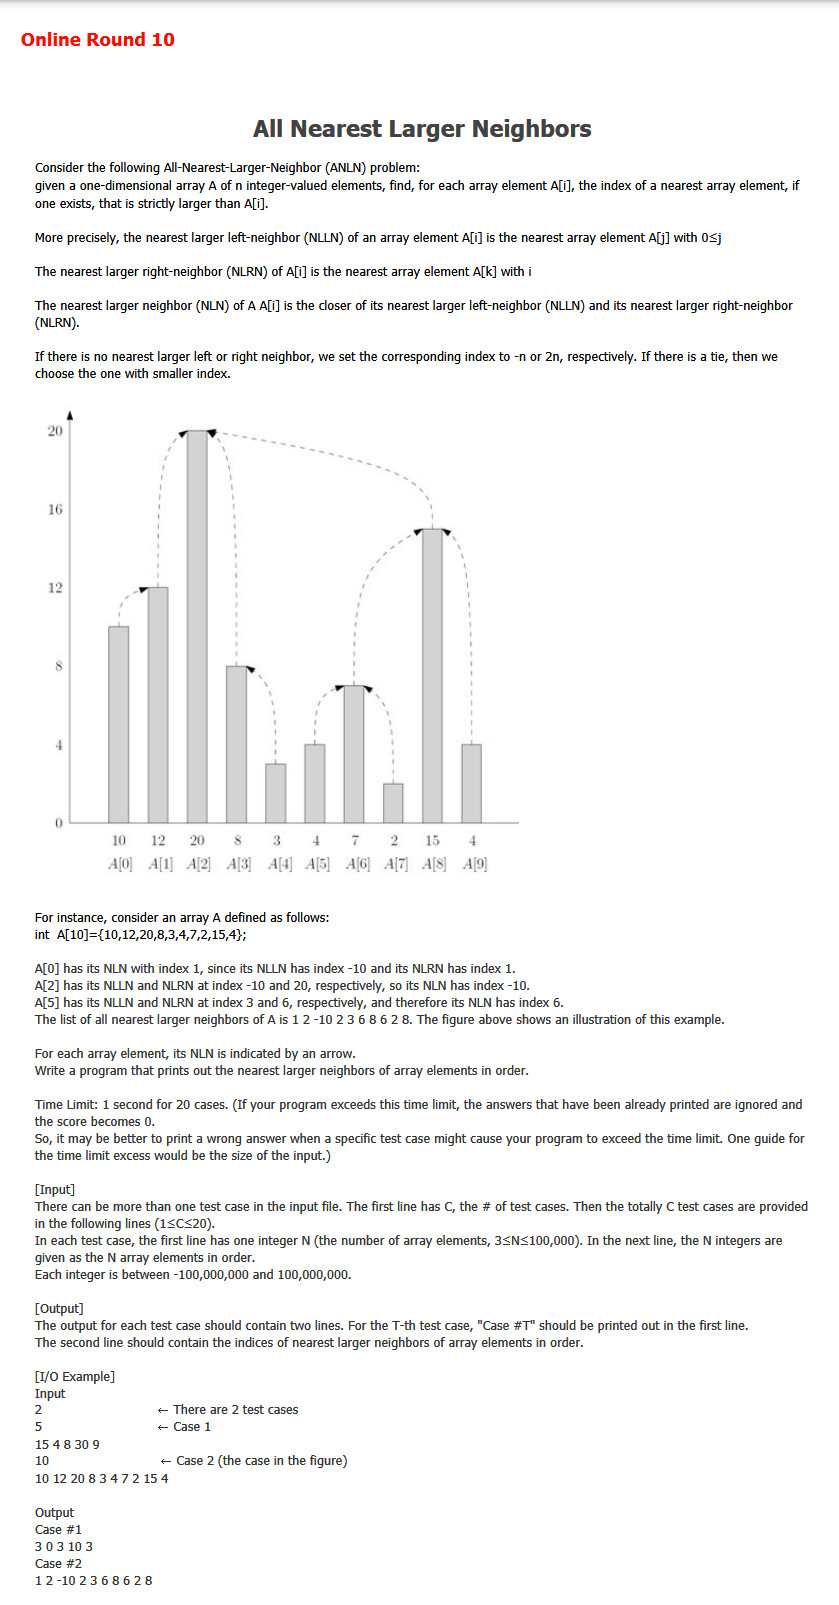 Online Round 10
All Nearest Larger Neighbors
Consider the following All-Nearest-Larger-Neighbor (ANLN) problem:
given a one-dimensional array A of n integer-valued elements, find, for each array element A[i], the index of a nearest array element, if
one exists, that is strictly larger than A[i].
More precisely, the nearest larger left-neighbor (NLLN) of an array element A[i] is the nearest array element A[j] with 0≤j
The nearest larger right-neighbor (NLRN) of A[i] is the nearest array element A[k] with i
The nearest larger neighbor (NLN) of A A[i] is the closer of its nearest larger left-neighbor (NLLN) and its nearest larger right-neighbor
(NLRN).
If there is no nearest larger left or right neighbor, we set the corresponding index to -n or 2n, respectively. If there is a tie, then we
choose the one with smaller index.
20
16
12
8
4
0
10 12 20 8 3 4 7 2 15 4
A[0] A[1] A[2] A[3] A[4] A[5] A[6] A[7] A[8] A[9]
For instance, consider an array A defined as follows:
int A[10]={10,12,20,8,3,4,7,2,15,4};
A[0] has its NLN with index 1, since its NLLN has index -10 and its NLRN has index 1.
A[2] has its NLLN and NLRN at index -10 and 20, respectively, so its NLN has index -10.
A[5] has its NLLN and NLRN at index 3 and 6, respectively, and therefore its NLN has index 6.
The list of all nearest larger neighbors of A is 1 2 -10 2 3 6 8 6 2 8. The figure above shows an illustration of this example.
For each array element, its NLN is indicated by an arrow.
Write a program that prints out the nearest larger neighbors of array elements in order.
Time Limit: 1 second for 20 cases. (If your program exceeds this time limit, the answers that have been already printed are ignored and
the score becomes 0.
So, it may be better to print a wrong answer when a specific test case might cause your program to exceed the time limit. One guide for
the time limit excess would be the size of the input.)
[Input]
There can be more than one test case in the input file. The first line has C, the # of test cases. Then the totally C test cases are provided
in the following lines (1≤C≤20).
In each test case, the first line has one integer N (the number of array elements, 3≤N≤100,000). In the next line, the N integers are
given as the N array elements in order.
Each integer is between -100,000,000 and 100,000,000.
[Output]
The output for each test case should contain two lines. For the T-th test case, "Case #T" should be printed out in the first line.
The second line should contain the indices of nearest larger neighbors of array elements in order.
[I/O Example]
Input
2 ← There are 2 test cases
5 ← Case 1
15 4 8 30 9
10 ← Case 2 (the case in the figure)
10 12 20 8 3 4 7 2 15 4
Output
Case #1
3 0 3 10 3
Case #2
1 2 -10 2 3 6 8 6 2 8